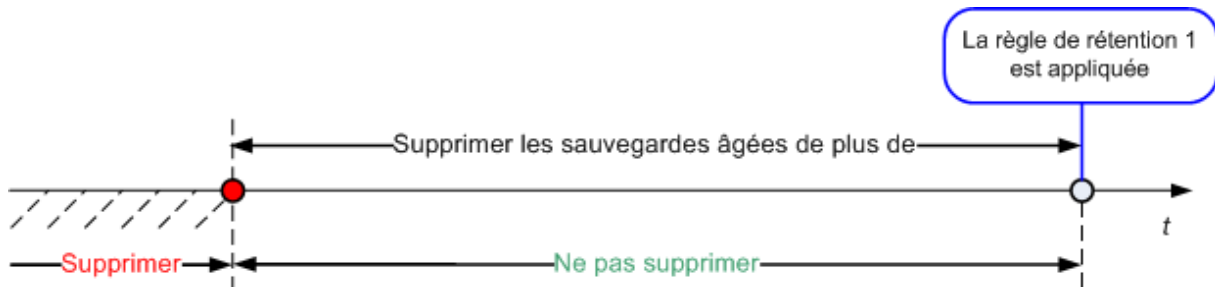 La règle de rétention 1
est appliquée
Supprimer les sauvegardes âgées de plus de
t
Supprimer
Ne pas supprimer